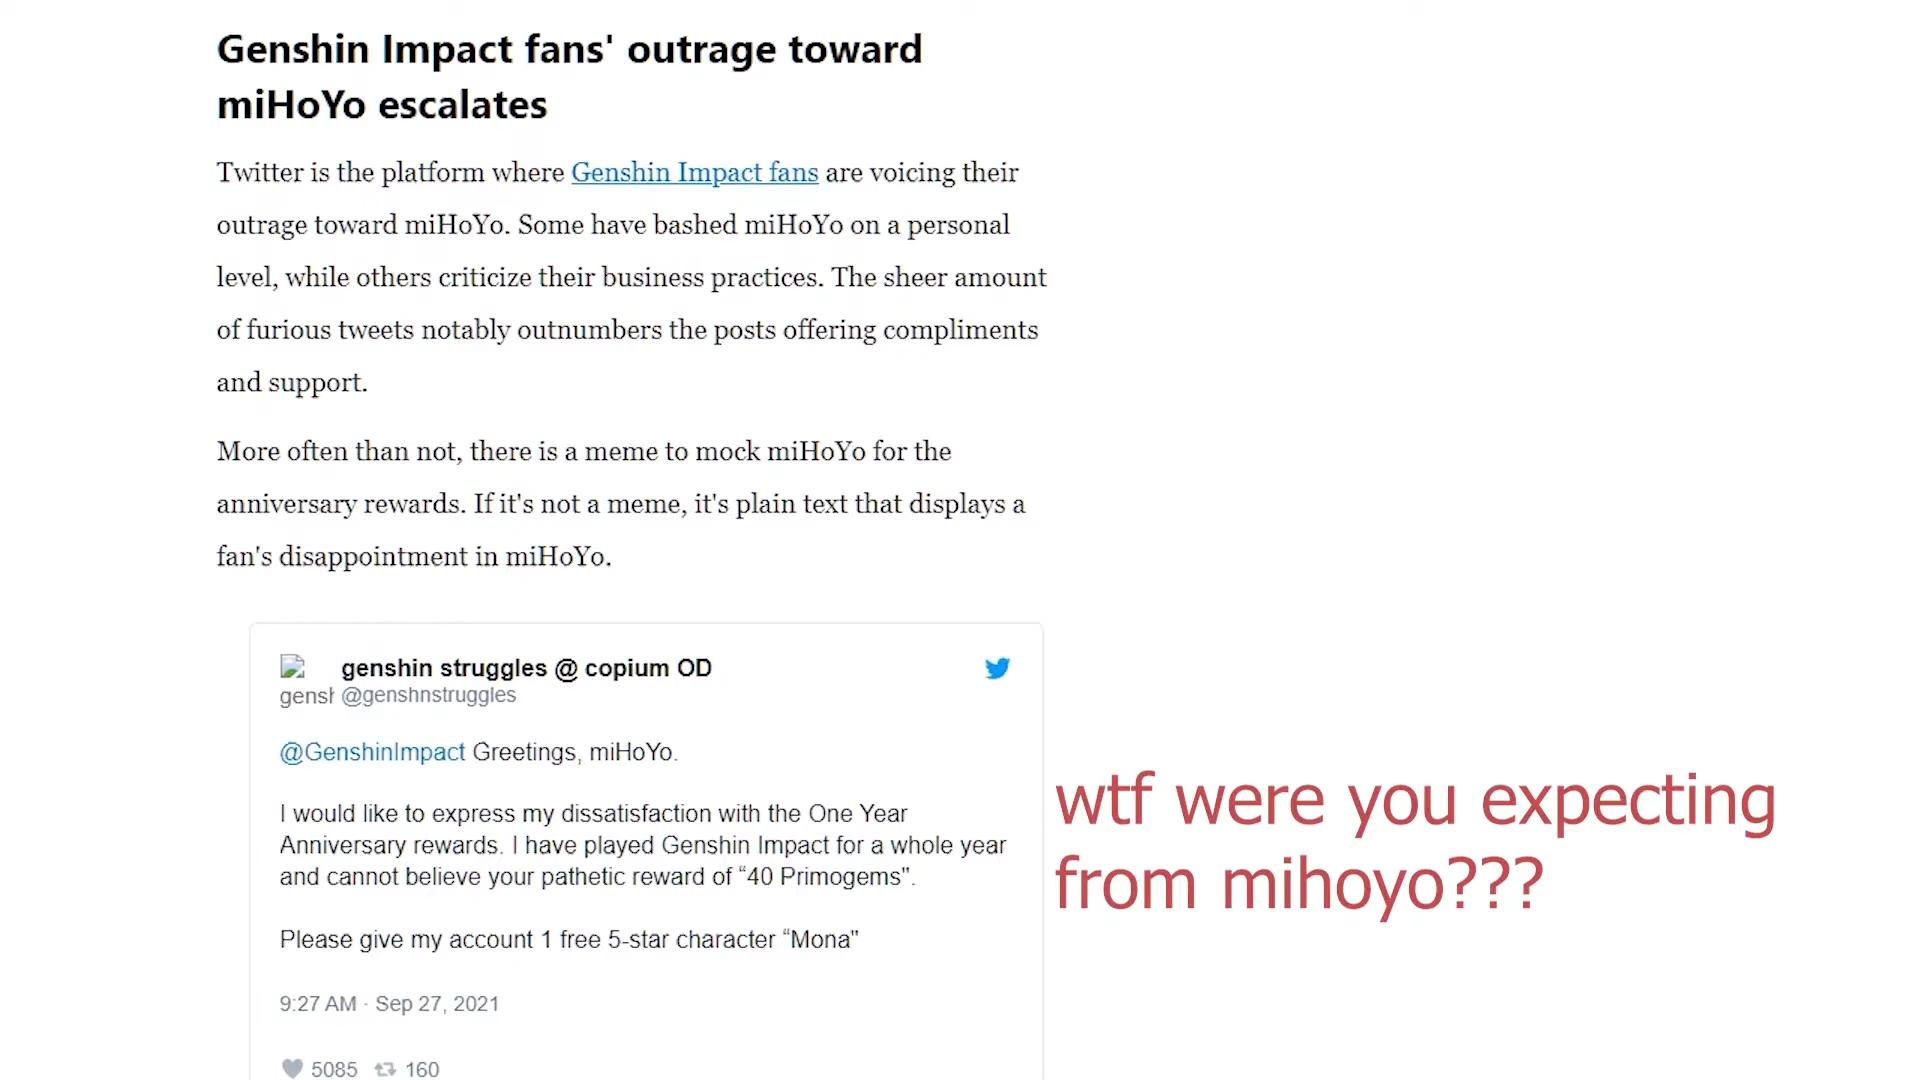 Genshin Impact fans' outrage toward
miHoYo escalates
Twitter is the platform where Genshin Impact fans are voicing their
outrage toward miHoYo. Some have bashed miHoYo on a personal
level, while others criticize their business practices. The sheer amount
of furious tweets notably outnumbers the posts offering compliments
and support.
More often than not, there is a meme to mock miHoYo for the
anniversary rewards. If it's not a meme, it's plain text that displays a
fan's disappointment in miHoYo.
genshin struggles @ copium OD
gensh @genshnstruggles
@GenshinImpact Greetings, miHoYo.
I would like to express my dissatisfaction with the One Year
Anniversary rewards. I have played Genshin Impact for a whole year
and cannot believe your pathetic reward of “40 Primogems".
Please give my account 1 free 5-star character “Mona"
9:27 AM · Sep 27, 2021
5085 160
wtf were you expecting
from mihoyo???